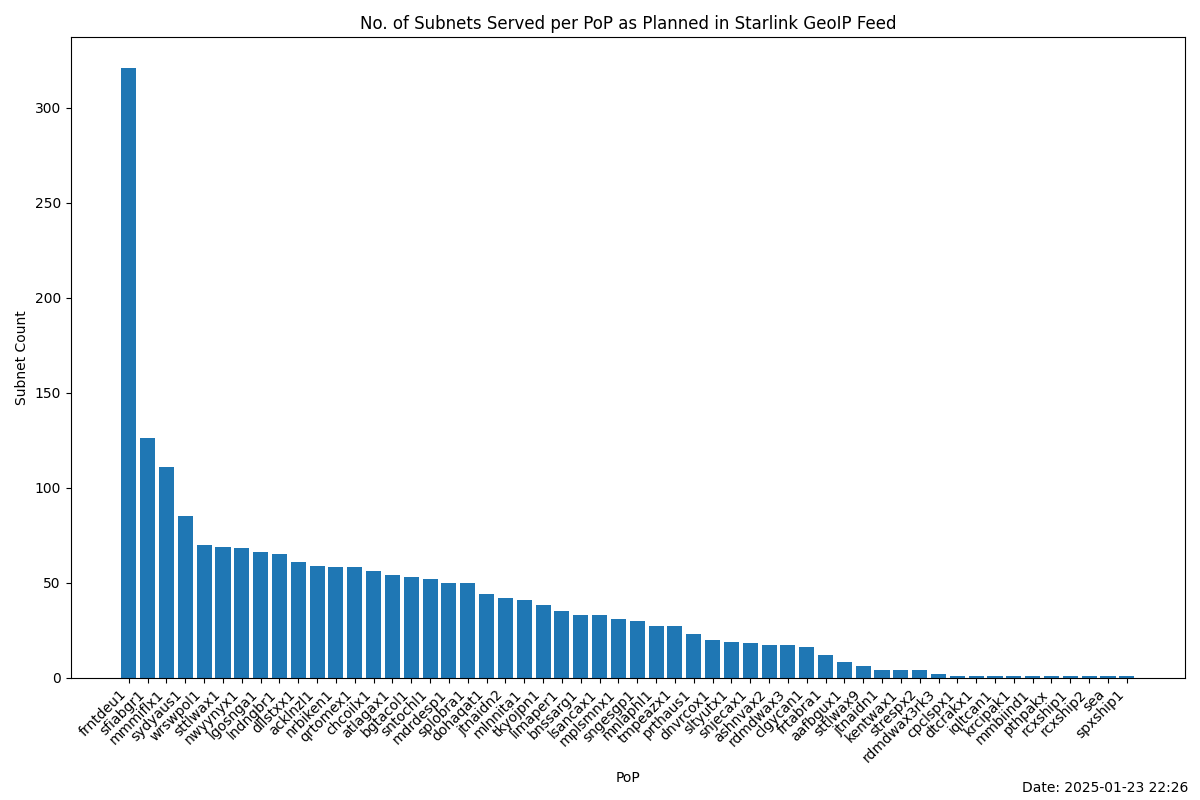 No. of Subnets Served per PoP as Planned in Starlink GeoIP Feed
Subnet Count
300
250
200
150
100
50
0
frntdeu1
sfiabgr1
mmmiflx1
sydyaus1
wrswpol1
sttlwax1
nwyynyx1
lgosnga1
lndngbr1
dllstxx1
acklnzl1
nrbiken1
qrtomex1
chcoilx1
atlagax1
bgtacol1
sntochl1
mdrdesp1
splobra1
dohaqat1
jtnaidn2
mlnnita1
tkyojpn1
limaper1
bnssarg1
lsancax1
mplsmnx1
sngesgp1
mnlaphl1
tmpeazx1
prthaus1
dnvrcox1
sltyutx1
snjecax1
ashnvax2
rdmdwax3
clgycan1
frtabra1
aafbgux1
sttlwax9
jtnaidn1
kentwax1
strespx2
rdmdwax3rk3
cpclspx1
dtcrakx1
iqltcan1
krcipak1
mmbiind1
pthpakx
rcxship1
rcxship2
sea
spxship1
PoP
Date: 2025-01-23 22:26